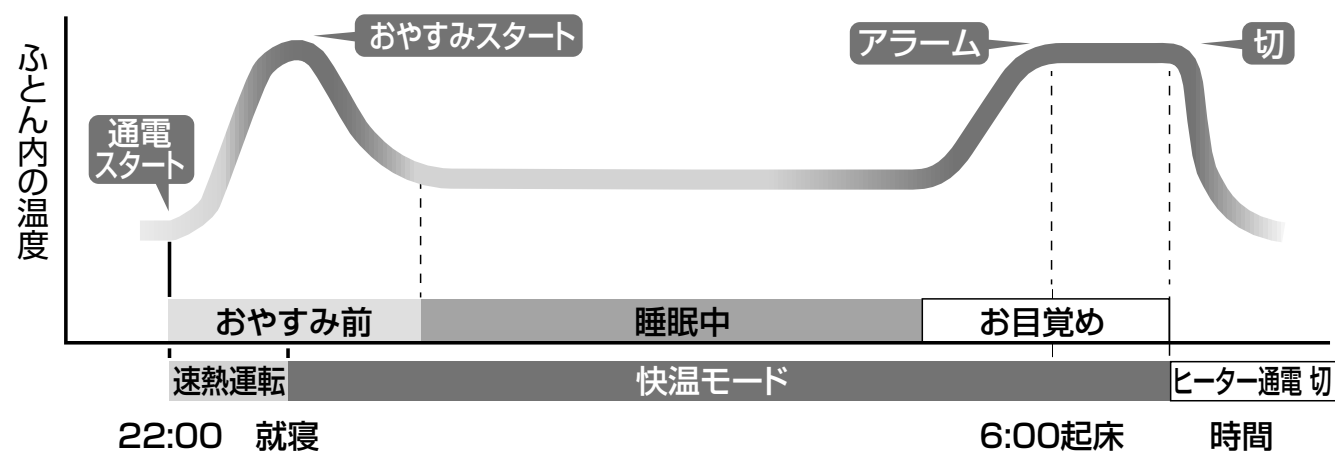 ふとん内の温度
通電
スタート
おやすみスタート
アラーム
切
おやすみ前
睡眠中
お目覚め
速熱運転
快温モード
ヒーター通電 切
22:00 就寝
6:00起床
時間